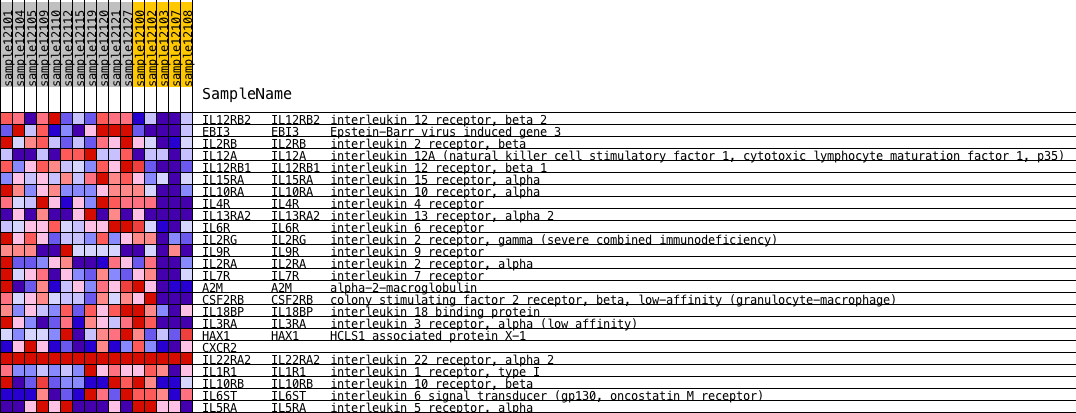 sample12101
sample12104
sample12105
sample12109
sample12110
sample12112
sample12115
sample12119
sample12120
sample12121
sample12127
sample12100
sample12102
sample12103
sample12107
sample12108
SampleName
IL12RB2 IL12RB2 interleukin 12 receptor, beta 2
EBI3 EBI3 Epstein-Barr virus induced gene 3
IL2RB IL2RB interleukin 2 receptor, beta
IL12A IL12A interleukin 12A (natural killer cell stimulatory factor 1, cytotoxic lymphocyte maturation factor 1, p35)
IL12RB1 IL12RB1 interleukin 12 receptor, beta 1
IL15RA IL15RA interleukin 15 receptor, alpha
IL10RA IL10RA interleukin 10 receptor, alpha
IL4R IL4R interleukin 4 receptor
IL13RA2 IL13RA2 interleukin 13 receptor, alpha 2
IL6R IL6R interleukin 6 receptor
IL2RG IL2RG interleukin 2 receptor, gamma (severe combined immunodeficiency)
IL9R IL9R interleukin 9 receptor
IL2RA IL2RA interleukin 2 receptor, alpha
IL7R IL7R interleukin 7 receptor
A2M A2M alpha-2-macroglobulin
CSF2RB CSF2RB colony stimulating factor 2 receptor, beta, low-affinity (granulocyte-macrophage)
IL18BP IL18BP interleukin 18 binding protein
IL3RA IL3RA interleukin 3 receptor, alpha (low affinity)
HAX1 HAX1 HCLS1 associated protein X-1
CXCR2
IL22RA2 IL22RA2 interleukin 22 receptor, alpha 2
IL1R1 IL1R1 interleukin 1 receptor, type I
IL10RB IL10RB interleukin 10 receptor, beta
IL6ST IL6ST interleukin 6 signal transducer (gp130, oncostatin M receptor)
IL5RA IL5RA interleukin 5 receptor, alpha